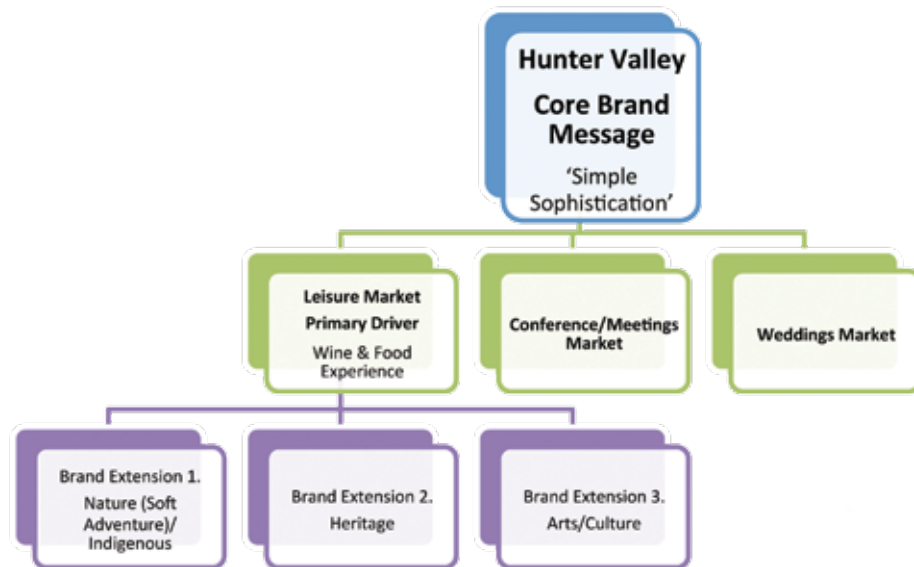 Hunter Valley
Core Brand
Message
‘Simple
Sophistication’
Leisure Market
Primary Driver
Wine & Food
Experience
Conference/Meetings
Market
Weddings Market
Brand Extension 1.
Nature (Soft
Adventure)/
Indigenous
Brand Extension 2.
Heritage
Brand Extension 3.
Arts/Culture